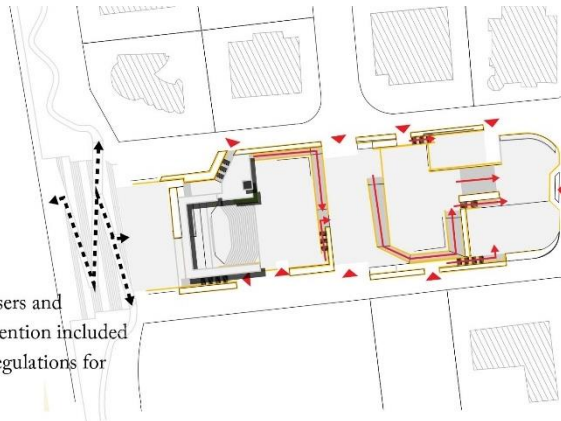 sers and
ention included
egulations for